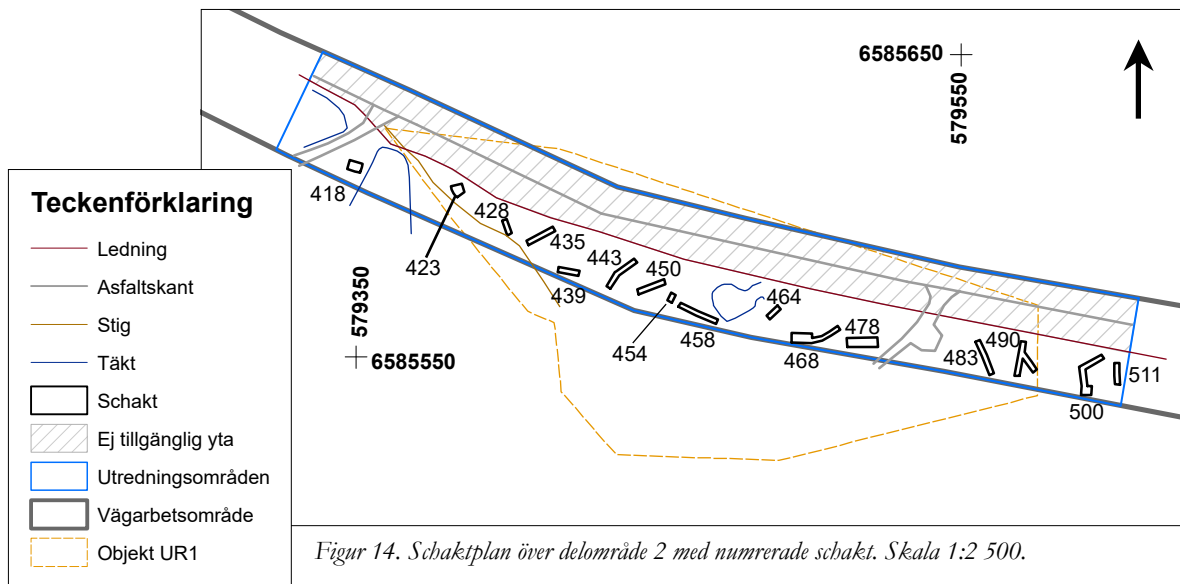 6585650
579550
418
423
428
435
439
443
450
454
458
464
468
478
483
490
500
511
579350
6585550
Teckenförklaring
Ledning
Asfaltskant
Stig
Täkt
Schakt
Ej tillgänglig yta
Utredningsområden
Vägarbetsområde
Objekt UR1
Figur 14. Schaktplan över delområde 2 med numrerade schakt. Skala 1:2 500.